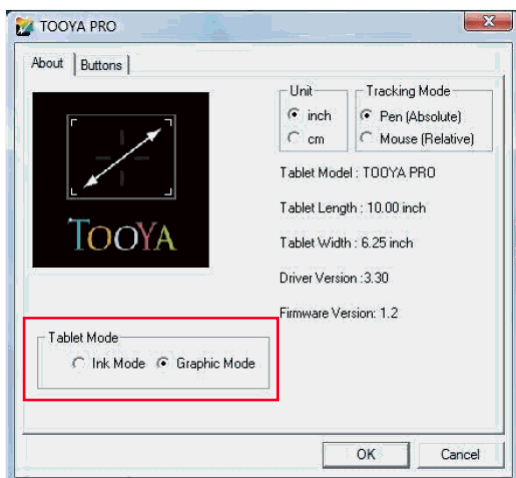 TOOYA PRO
About Buttons
Unit
inch
cm
Tracking Mode
Pen (Absolute)
Mouse (Relative)
TOOYA
Tablet Model : TOOYA PRO
Tablet Length : 10.00 inch
Tablet Width : 6.25 inch
Driver Version :3.30
Firmware Version: 1.2
Tablet Mode
Ink Mode Graphic Mode
OK Cancel